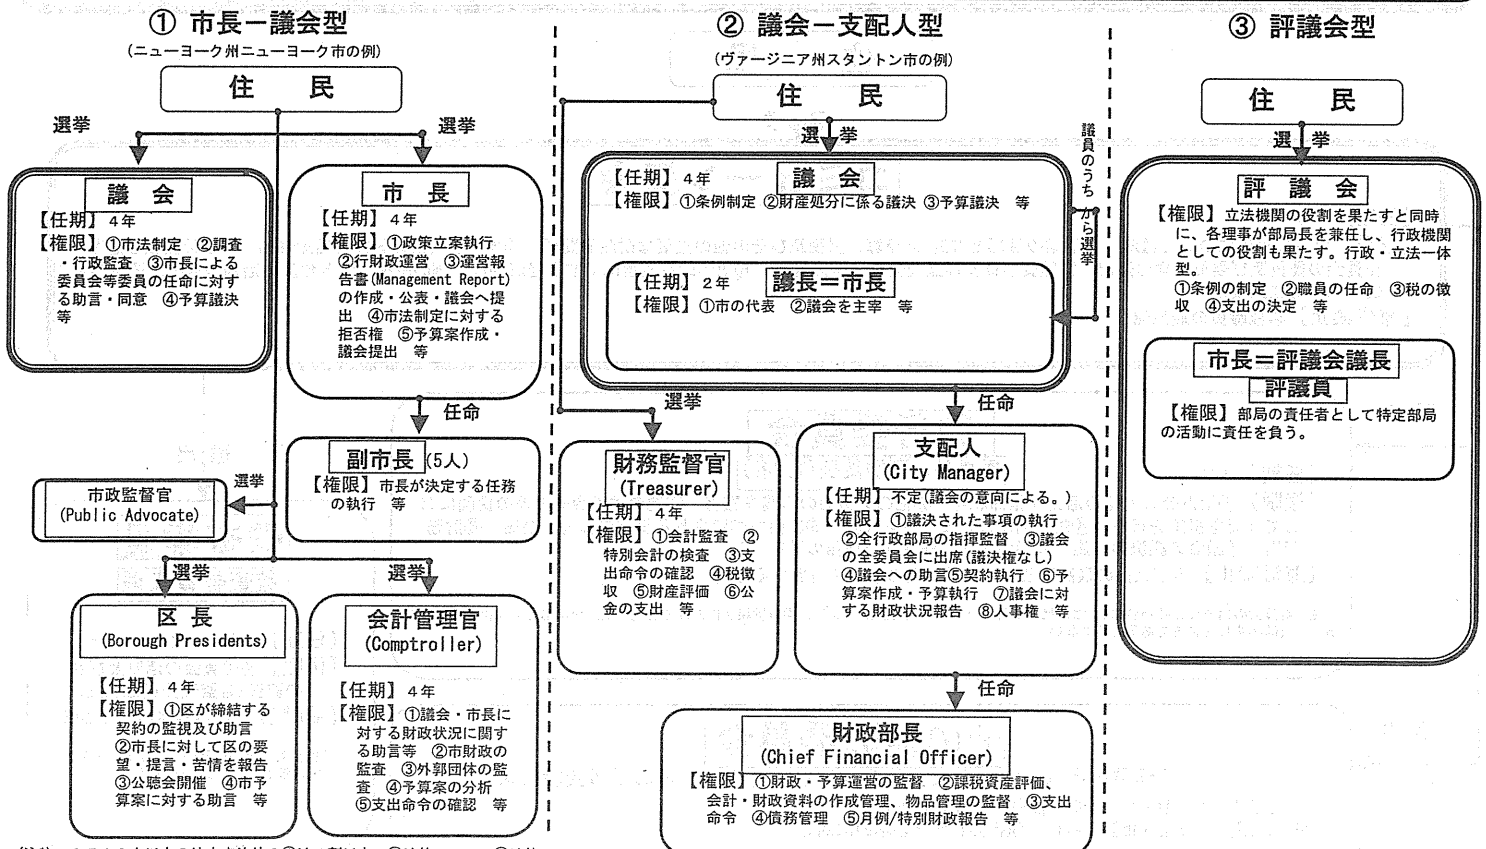 ① 市長－議会型
(ニューヨーク州ニューヨーク市の例)
住　民
選挙
議　会
【任期】４年
【権限】①市法制定　②調査
・行政監査　③市長による
委員会等委員の任命に対す
る助言・同意　④予算議決
等
市　長
【任期】４年
【権限】①政策立案執行
②行財政運営　③運営報
告書(Management Report)
の作成・公表・議会へ提
出　④市法制定に対する
拒否権　⑤予算案作成・
議会提出　等
任命
副市長(5人)
【権限】市長が決定する任務
の執行　等
選挙
市政監督官
(Public Advocate)
選挙
選挙
区 長
(Borough Presidents)
【任期】４年
【権限】①区が締結する
契約の監視及び助言
②市長に対して区の要
望・提言・苦情を報告
③公聴会開催　④市予
算案に対する助言　等
会計管理官
(Comptroller)
【任期】４年
【権限】①議会・市長に
対する財政状況に関す
る助言等　②市財政の
監査　③外郭団体の監
査　④予算案の分析
⑤支出命令の確認　等
② 議会－支配人型
(ヴァージニア州スタントン市の例)
住　民
選 挙
議員のうち から選挙
議　会
【任期】４年
【権限】①条例制定 ②財産処分に係る議決 ③予算議決　等
議長＝市長
【任期】２年
【権限】①市の代表　②議会を主宰　等
選挙
任命
財務監督官
(Treasurer)
【任期】４年
【権限】①会計監査　②
特別会計の検査　③支
出命令の確認　④税徴
収　⑤財産評価　⑥公
金の支出　等
支配人
(City Manager)
【任期】不定(議会の意向による。)
【権限】①議決された事項の執行
②全行政部局の指揮監督　③議会
の全委員会に出席(議決権なし)
④議会への助言⑤契約執行　⑥予
算案作成・予算執行　⑦議会に対
する財政状況報告　⑧人事権　等
任命
財政部長
(Chief Financial Officer)
【権限】①財政・予算運営の監督　②課税資産評価、
会計・財政資料の作成管理、物品管理の監督　③支出
命令　④債務管理　⑤月例/特別財政報告　等
③ 評議会型
住　民
選 挙
評 議 会
【権限】立法機関の役割を果たすと同時
に、各理事が部局長を兼任し、行政機関
としての役割も果たす。行政・立法一体
型。
①条例の制定　②職員の任命　③税の徴
収　④支出の決定　等
市長＝評議会議長
評議員
【権限】部局の責任者として特定部局
の活動に責任を負う。